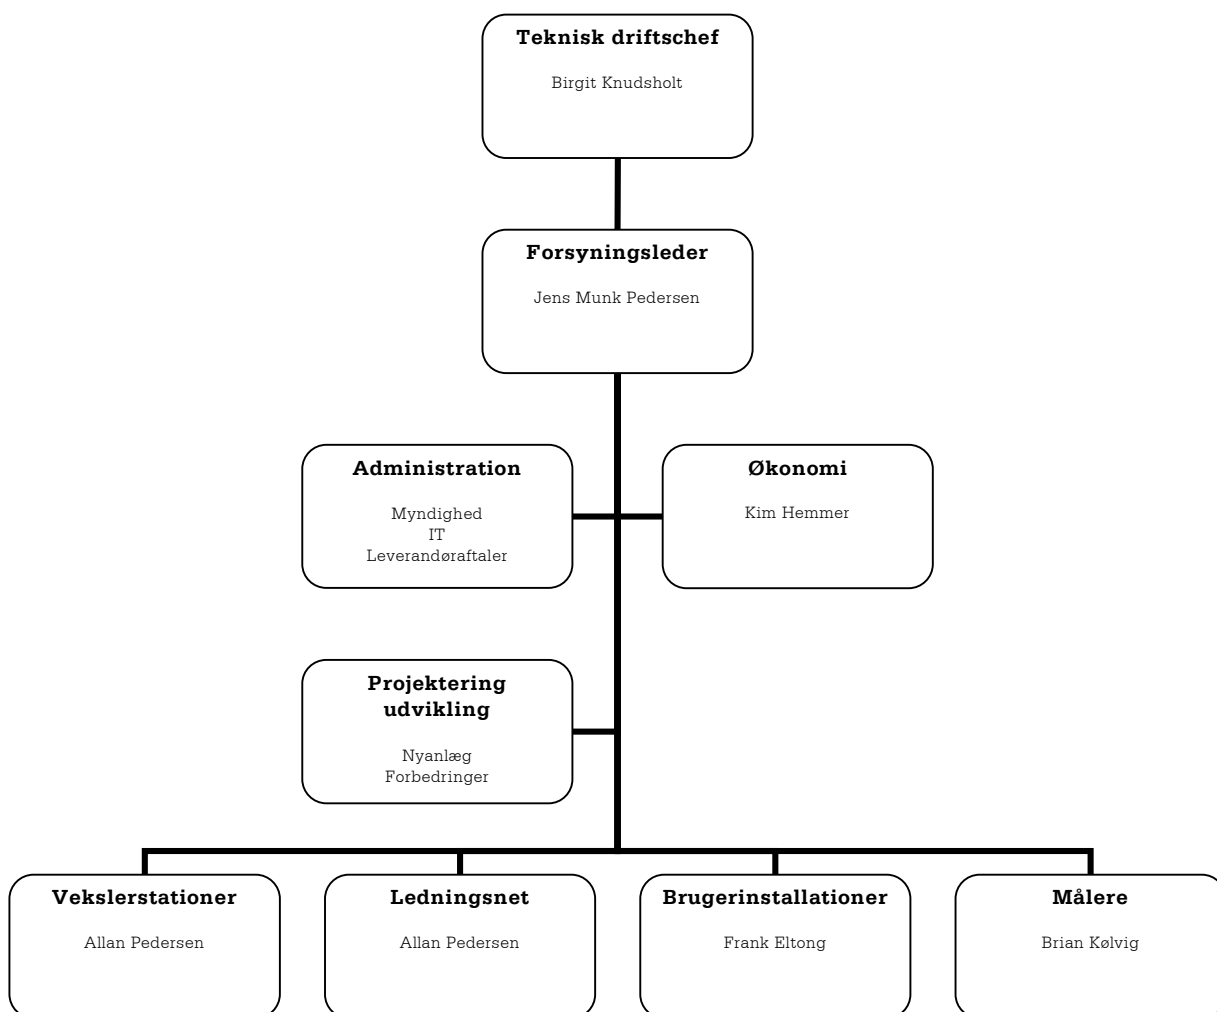 Teknisk driftschef
Birgit Knudsholt
Forsyningsleder
Jens Munk Pedersen
Administration
Myndighed
IT
Leverandøraftaler
Økonomi
Kim Hemmer
Projektering
udvikling
Nyanlæg
Forbedringer
Vekslerstationer
Allan Pedersen
Ledningsnet
Allan Pedersen
Brugerinstallationer
Frank Eltong
Målere
Brian Kølvig